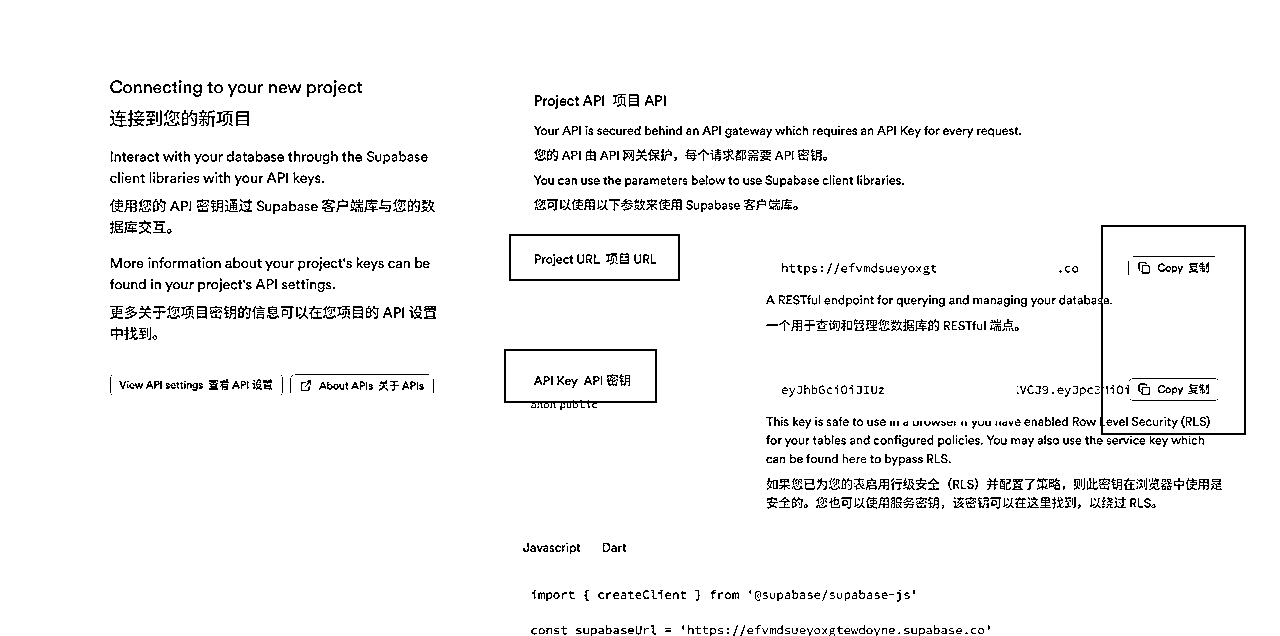 Connecting to your new project
连接到您的新项目
Interact with your database through the Supabase
client libraries with your API keys.
使用您的 API 密钥通过 Supabase 客户端库与您的数
据库交互。
More information about your project's keys can be
found in your project's API settings.
更多关于您项目密钥的信息可以在您项目的 API 设置
中找到。
View API settings 查看 API 设置
About APIs 关于 APIs
Project API 项目 API
Your API is secured behind an API gateway which requires an API Key for every request.
您的 API 由 API 网关保护，每个请求都需要 API 密钥。
You can use the parameters below to use Supabase client libraries.
您可以使用以下参数来使用 Supabase 客户端库。
Project URL 项目 URL
https://efvmdsueyoxgt .co
Copy 复制
A RESTful endpoint for querying and managing your database.
一个用于查询和管理您数据库的 RESTful 端点。
API Key API 密钥
anon public
eyJhbGciOiJIUz
Copy 复制
This key is safe to use in a browser if you have enabled Row Level Security (RLS)
for your tables and configured policies. You may also use the service key which
can be found here to bypass RLS.
如果您已为您的表启用行级安全（RLS）并配置了策略，则此密钥在浏览器中使用是
安全的。您也可以使用服务密钥，该密钥可以在这里找到，以绕过 RLS。
Javascript Dart
import { createClient } from '@supabase/supabase-js'
const supabaseUrl = 'https://efvmdsueyoxgtewdoyne.supabase.co'